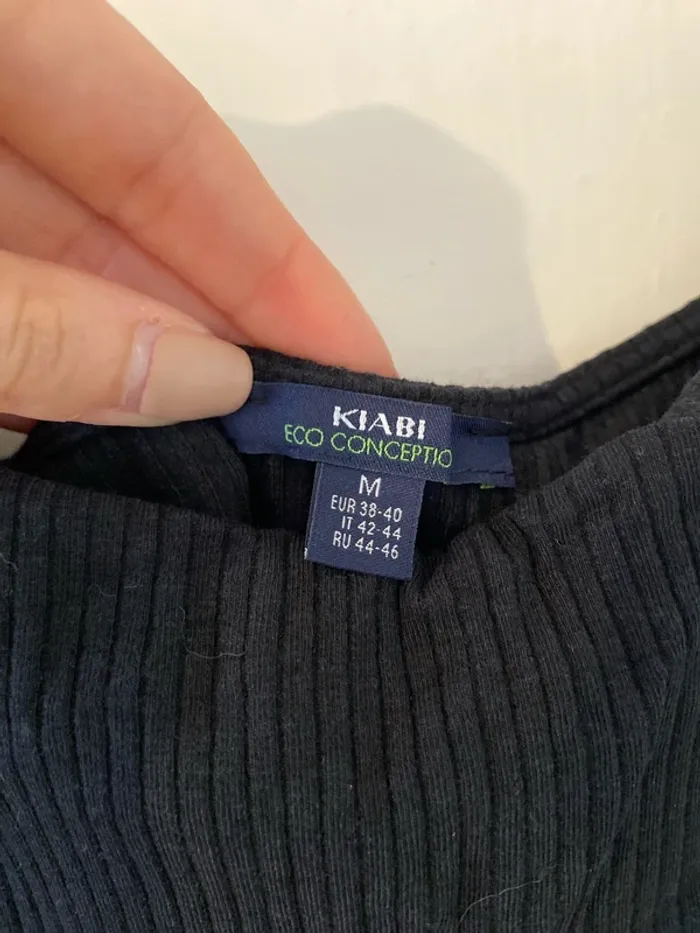 KIABI
ECO CONCEPTIO
M
EUR 38-40
IT 42-44
RU 44-46